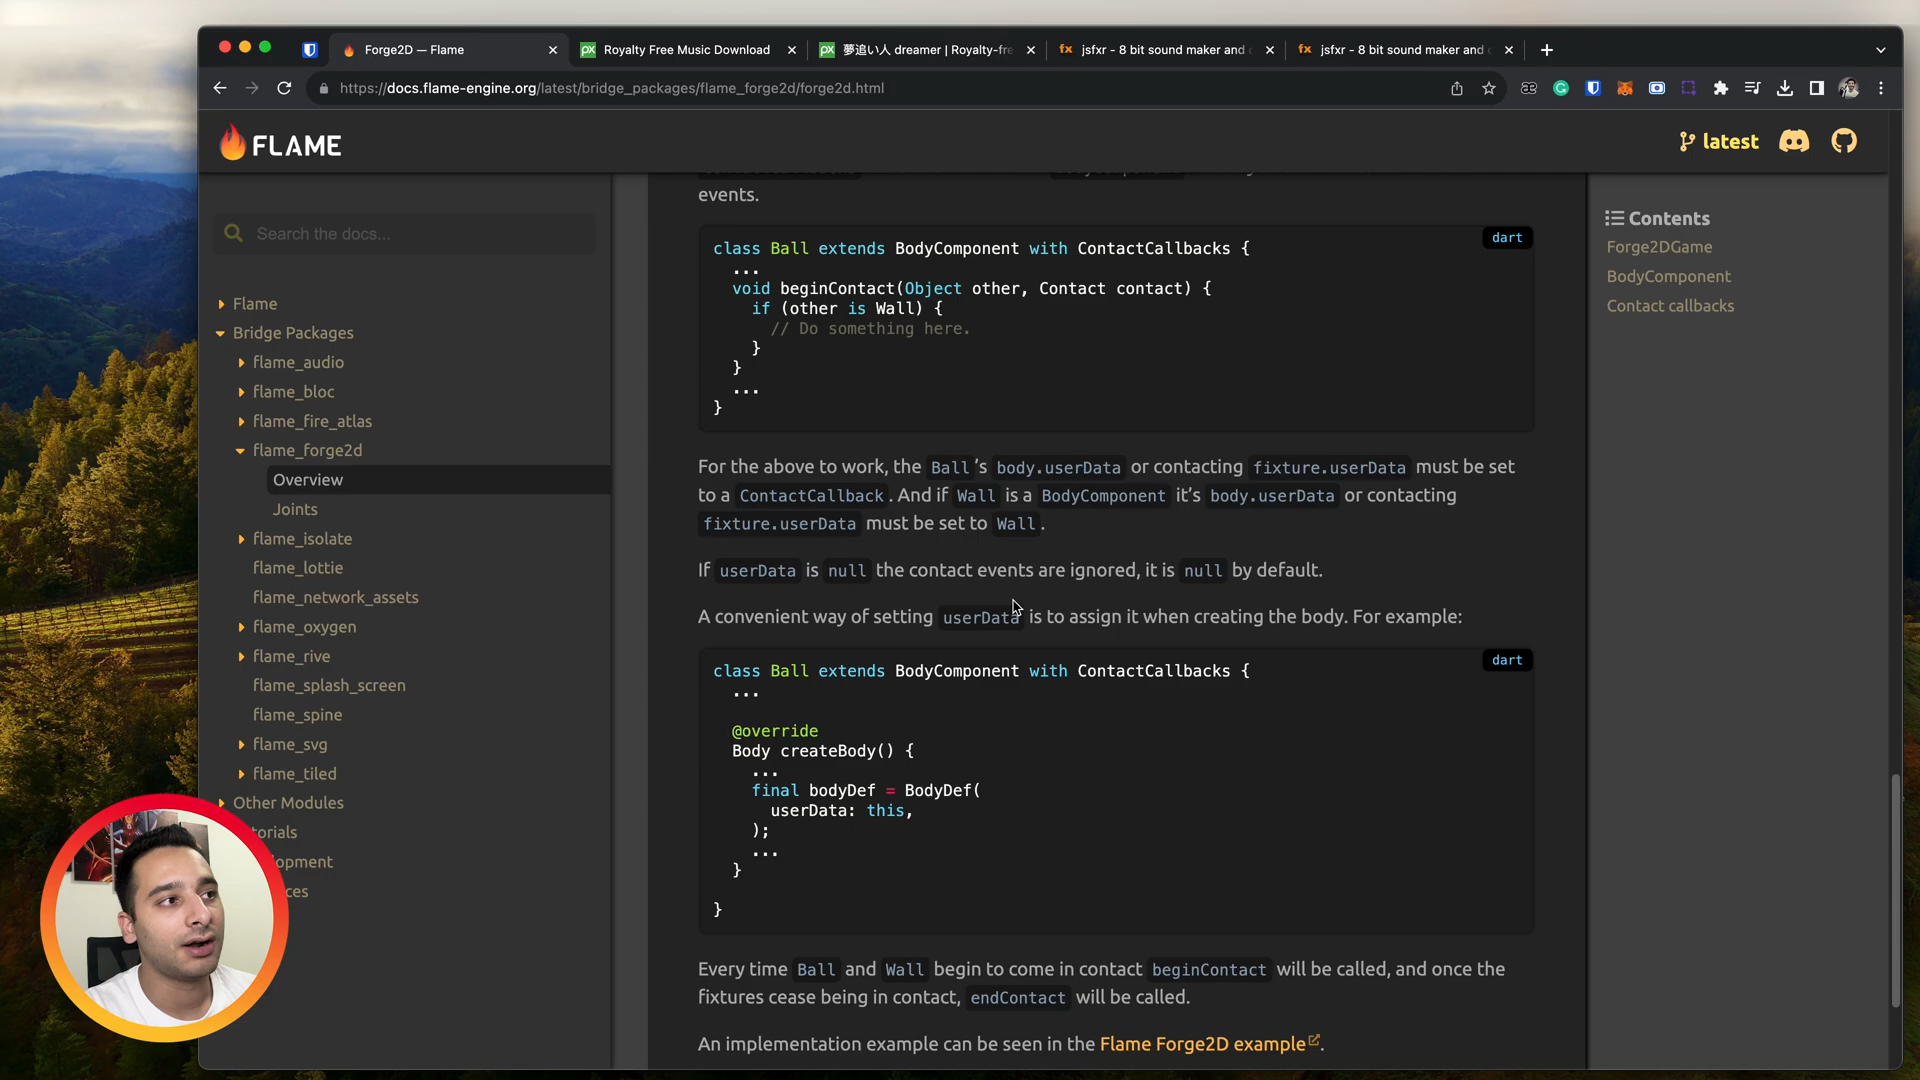 Forge2D — Flame
Royalty Free Music Download
夢追い人 dreamer | Royalty-fre
jsfxr - 8 bit sound maker and
jsfxr - 8 bit sound maker and
https://docs.flame-engine.org/latest/bridge_packages/flame_forge2d/forge2d.html
FLAME
latest
Search the docs...
Flame
Bridge Packages
flame_audio
flame_bloc
flame_fire_atlas
flame_forge2d
Overview
Joints
flame_isolate
flame_lottie
flame_network_assets
flame_oxygen
flame_rive
flame_splash_screen
flame_spine
flame_svg
flame_tiled
Other Modules
torials
opment
ces
events.
dart
class Ball extends BodyComponent with ContactCallbacks {
...
void beginContact(Object other, Contact contact) {
if (other is Wall) {
// Do something here.
}
}
...
}
For the above to work, the Ball’s body.userData or contacting fixture.userData must be set
to a ContactCallback. And if Wall is a BodyComponent it’s body.userData or contacting
fixture.userData must be set to Wall.
If userData is null the contact events are ignored, it is null by default.
A convenient way of setting userData is to assign it when creating the body. For example:
dart
class Ball extends BodyComponent with ContactCallbacks {
...
@override
Body createBody() {
...
final bodyDef = BodyDef(
userData: this,
);
...
}
}
Every time Ball and Wall begin to come in contact beginContact will be called, and once the
fixtures cease being in contact, endContact will be called.
An implementation example can be seen in the Flame Forge2D example.
Contents
Forge2DGame
BodyComponent
Contact callbacks